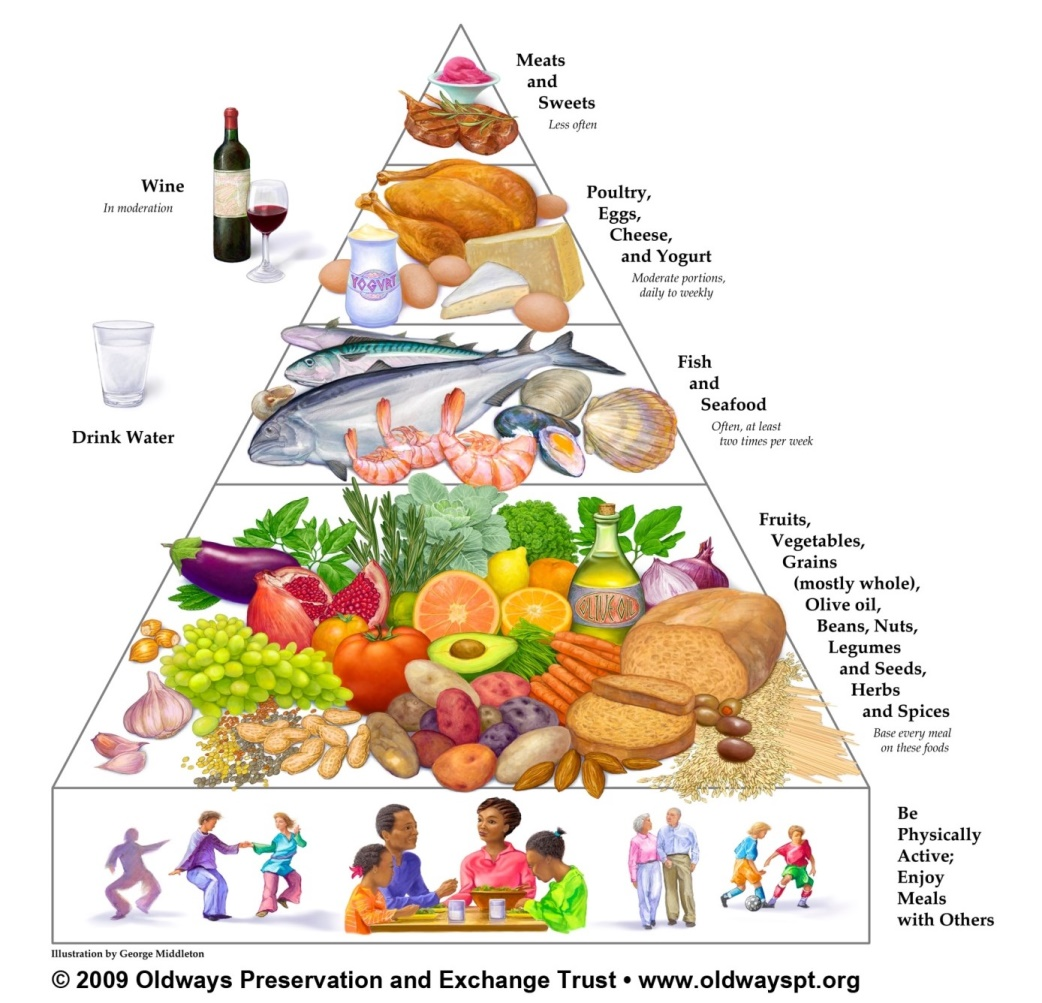 Meats
and
Sweets
Less often
Wine
In moderation
Poultry,
Eggs,
Cheese,
and Yogurt
Moderate portions,
daily to weekly
YOGURT
Drink Water
Fish
and
Seafood
Often, at least
two times per week
Fruits,
Vegetables,
Grains
(mostly whole),
Olive oil,
Beans, Nuts,
Legumes
and Seeds,
Herbs
and Spices
Base every meal
on these foods
OLIVE OIL
Be
Physically
Active;
Enjoy
Meals
with Others
Illustration by George Middleton
© 2009 Oldways Preservation and Exchange Trust • www.oldwayspt.org